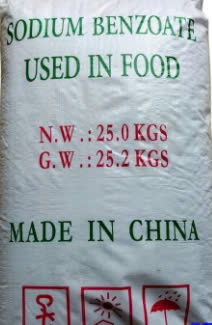 SODIUM BENZOATE
USED IN FOOD
N.W.: 25.0 KGS
G.W.: 25.2 KGS
MADE IN CHINA